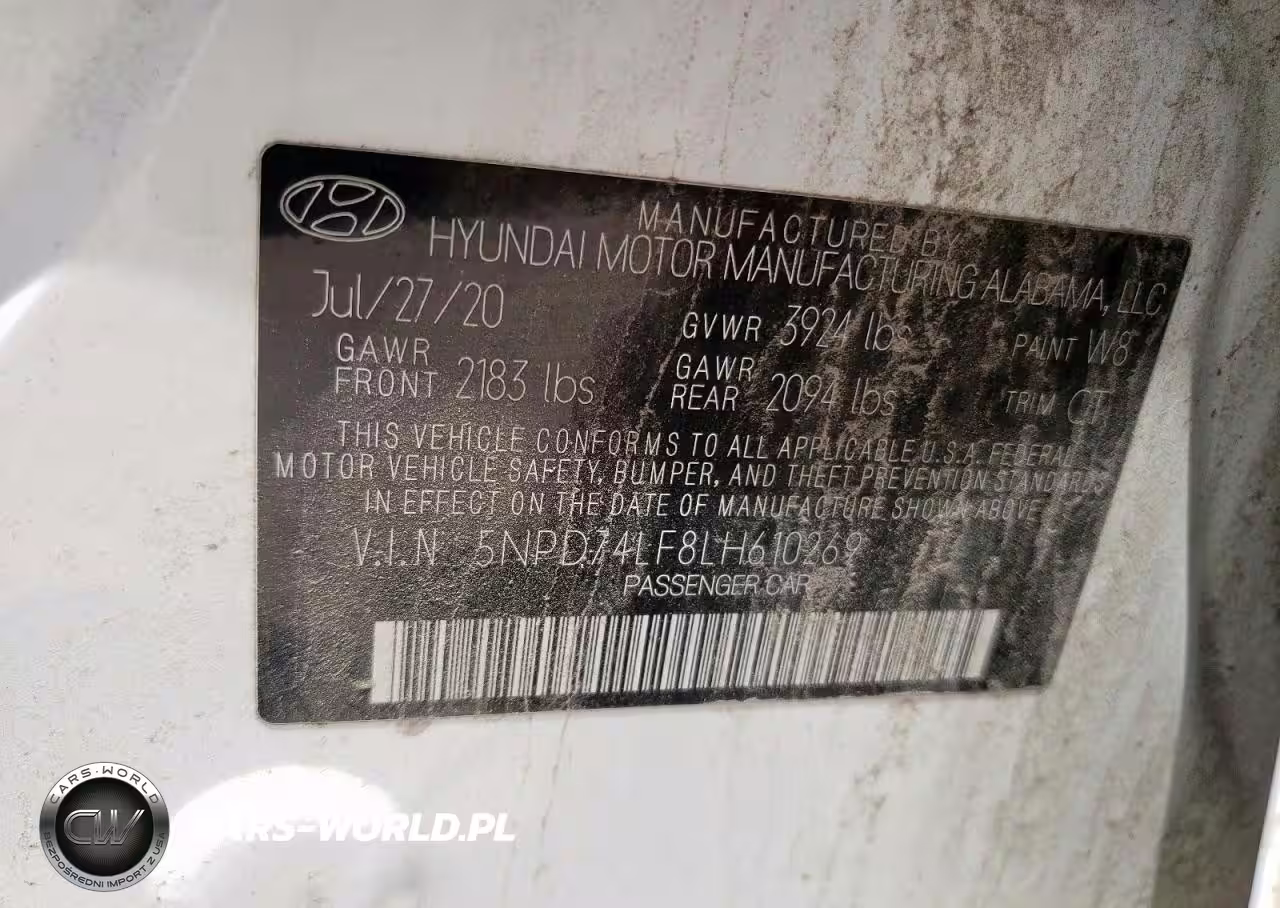 MANUFACTURED BY
HYUNDAI MOTOR MANUFACTURING ALABAMA, LLC
Jul/27/20
GVWR 3924 lbs
PAINT W8
GAWR FRONT 2183 lbs
GAWR REAR 2094 lbs
TRIM
THIS VEHICLE CONFORMS TO ALL APPLICABLE U.S.A. FEDERAL
MOTOR VEHICLE SAFETY, BUMPER, AND THEFT PREVENTION STANDARDS
IN EFFECT ON THE DATE OF MANUFACTURE SHOWN ABOVE
V.I.N 5NPD74LF8LH610269
PASSENGER CAR
CARS-WORLD
CW
BEZPOŚREDNI IMPORT Z USA
CARS-WORLD.PL